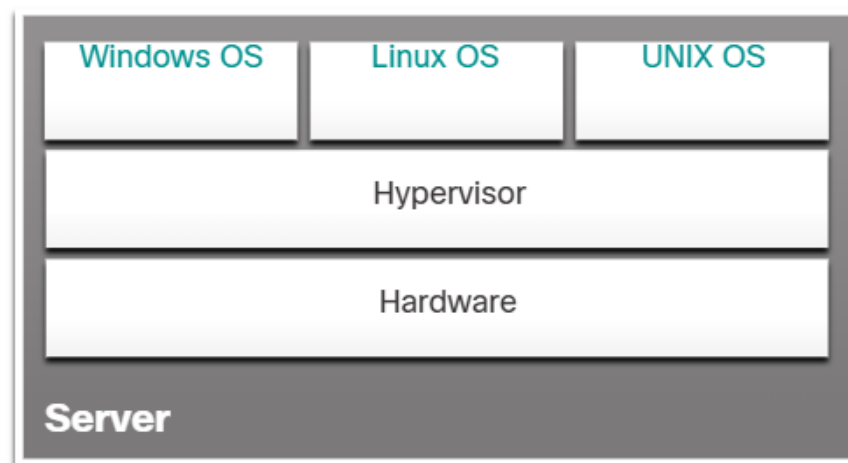 Windows OS Linux OS UNIX OS
Hypervisor
Hardware
Server